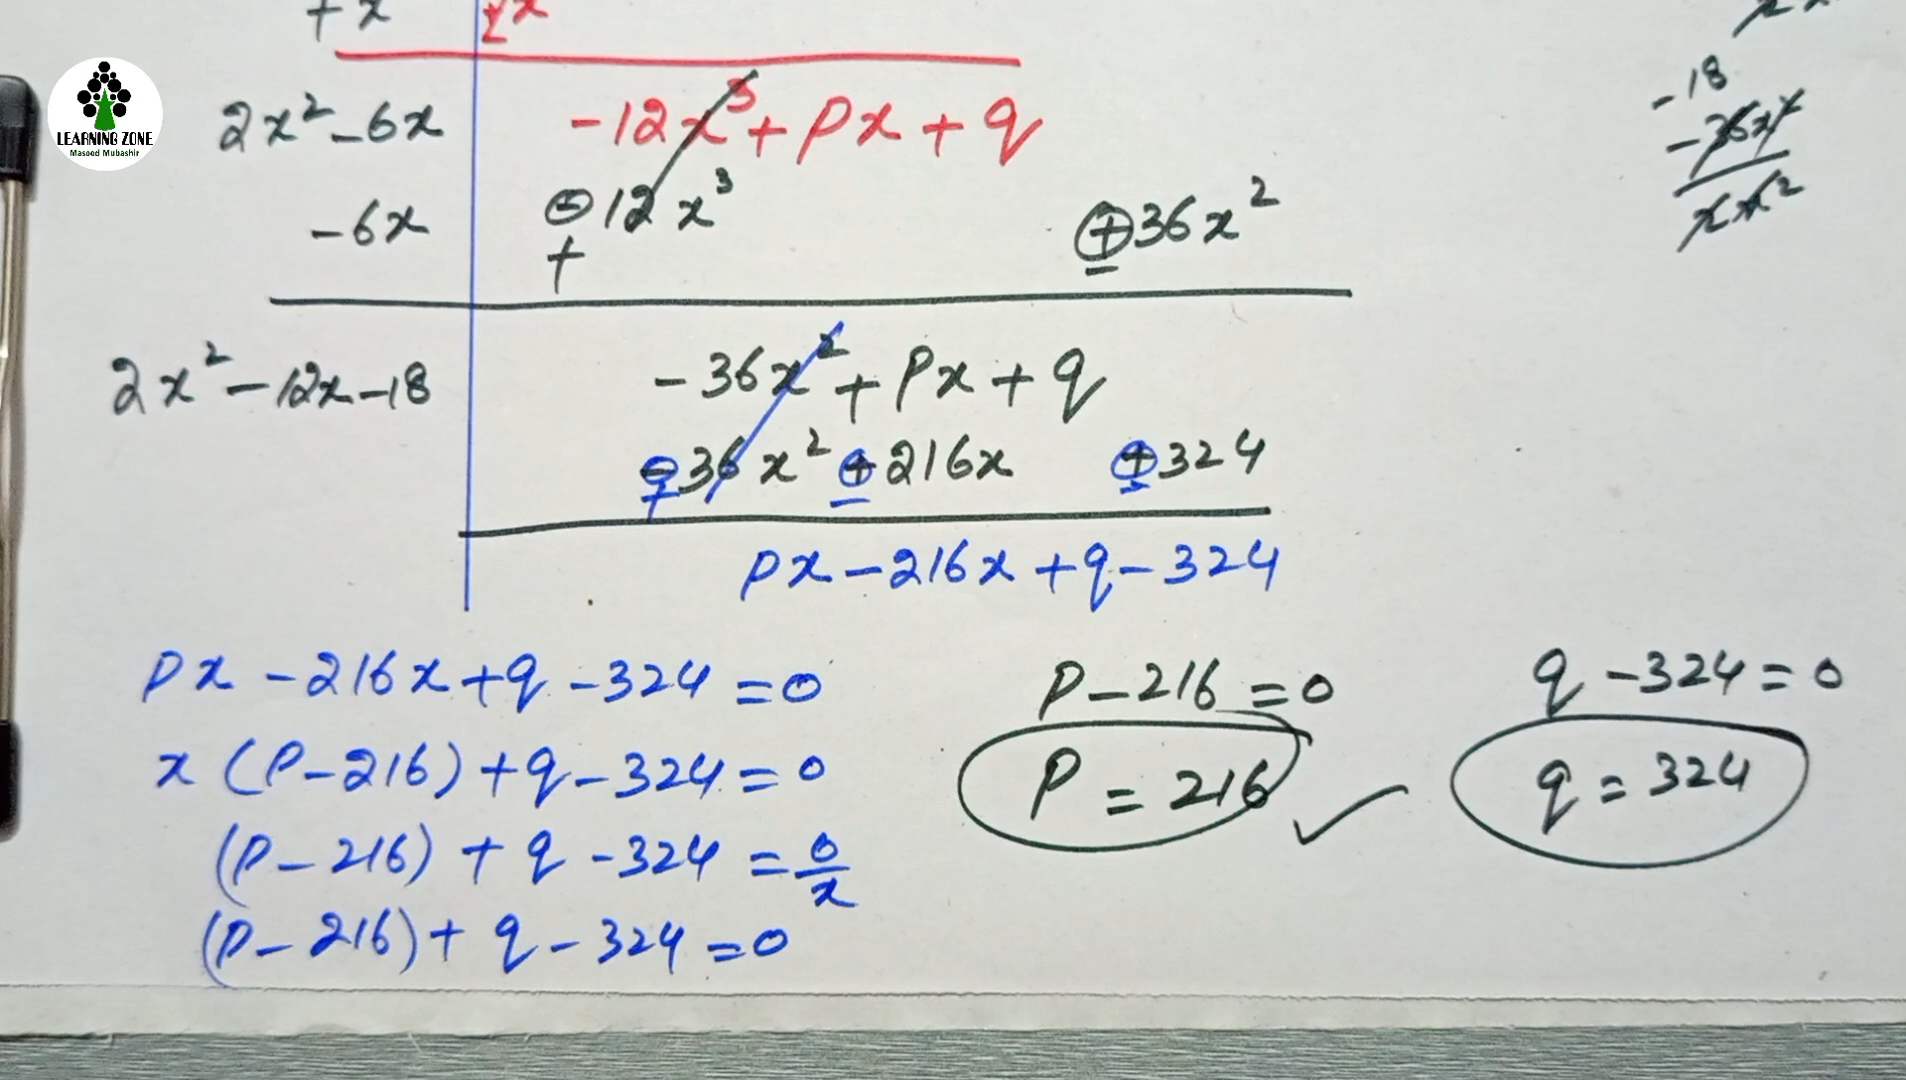 +x
x
2x² - 6x
-12x³ + px + q
-6x
⊖12x³ ⊕36x²
+ -
2x² - 12x - 18
-36x² + px + q
-36x² + 216x + 324
+ - -
px - 216x + q - 324
px - 216x + q - 324 = 0
x (p - 216) + q - 324 = 0
(p - 216) + q - 324 = 0/x
(p - 216) + q - 324 = 0
p - 216 = 0
p = 216 ✓
q - 324 = 0
q = 324
-18
-36x²
x x²
LEARNING ZONE
Masood Mubashir